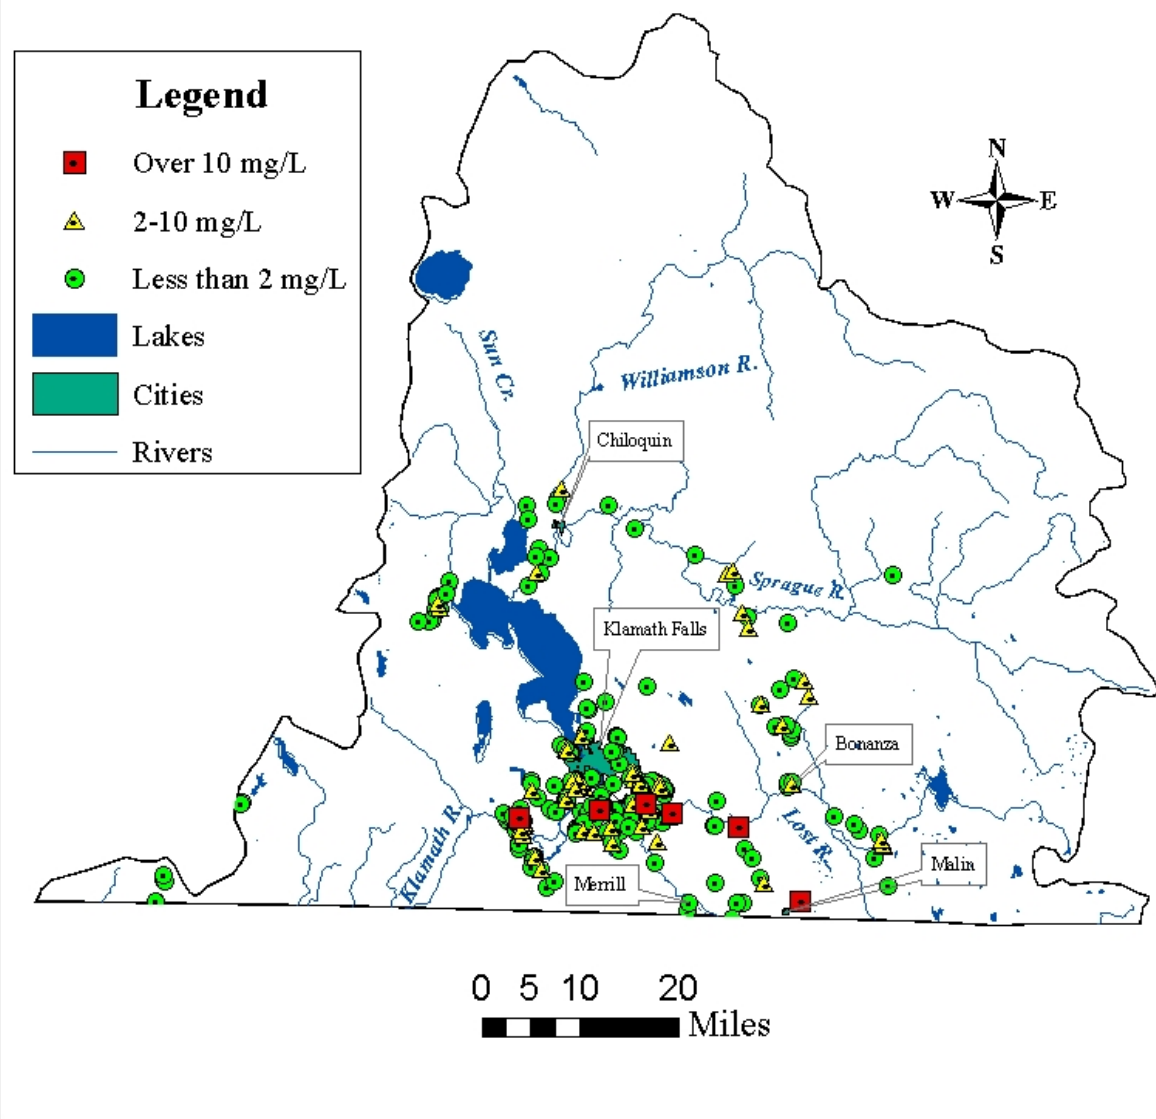 Legend
Over 10 mg/L
2-10 mg/L
Less than 2 mg/L
Lakes
Cities
Rivers
N
W E
S
Sun Cr.
Williamson R.
Chiloquin
Sprague R.
Klamath Falls
Bonanza
Lost R.
Klamath R.
Malin
Merrill
0 5 10 20
Miles